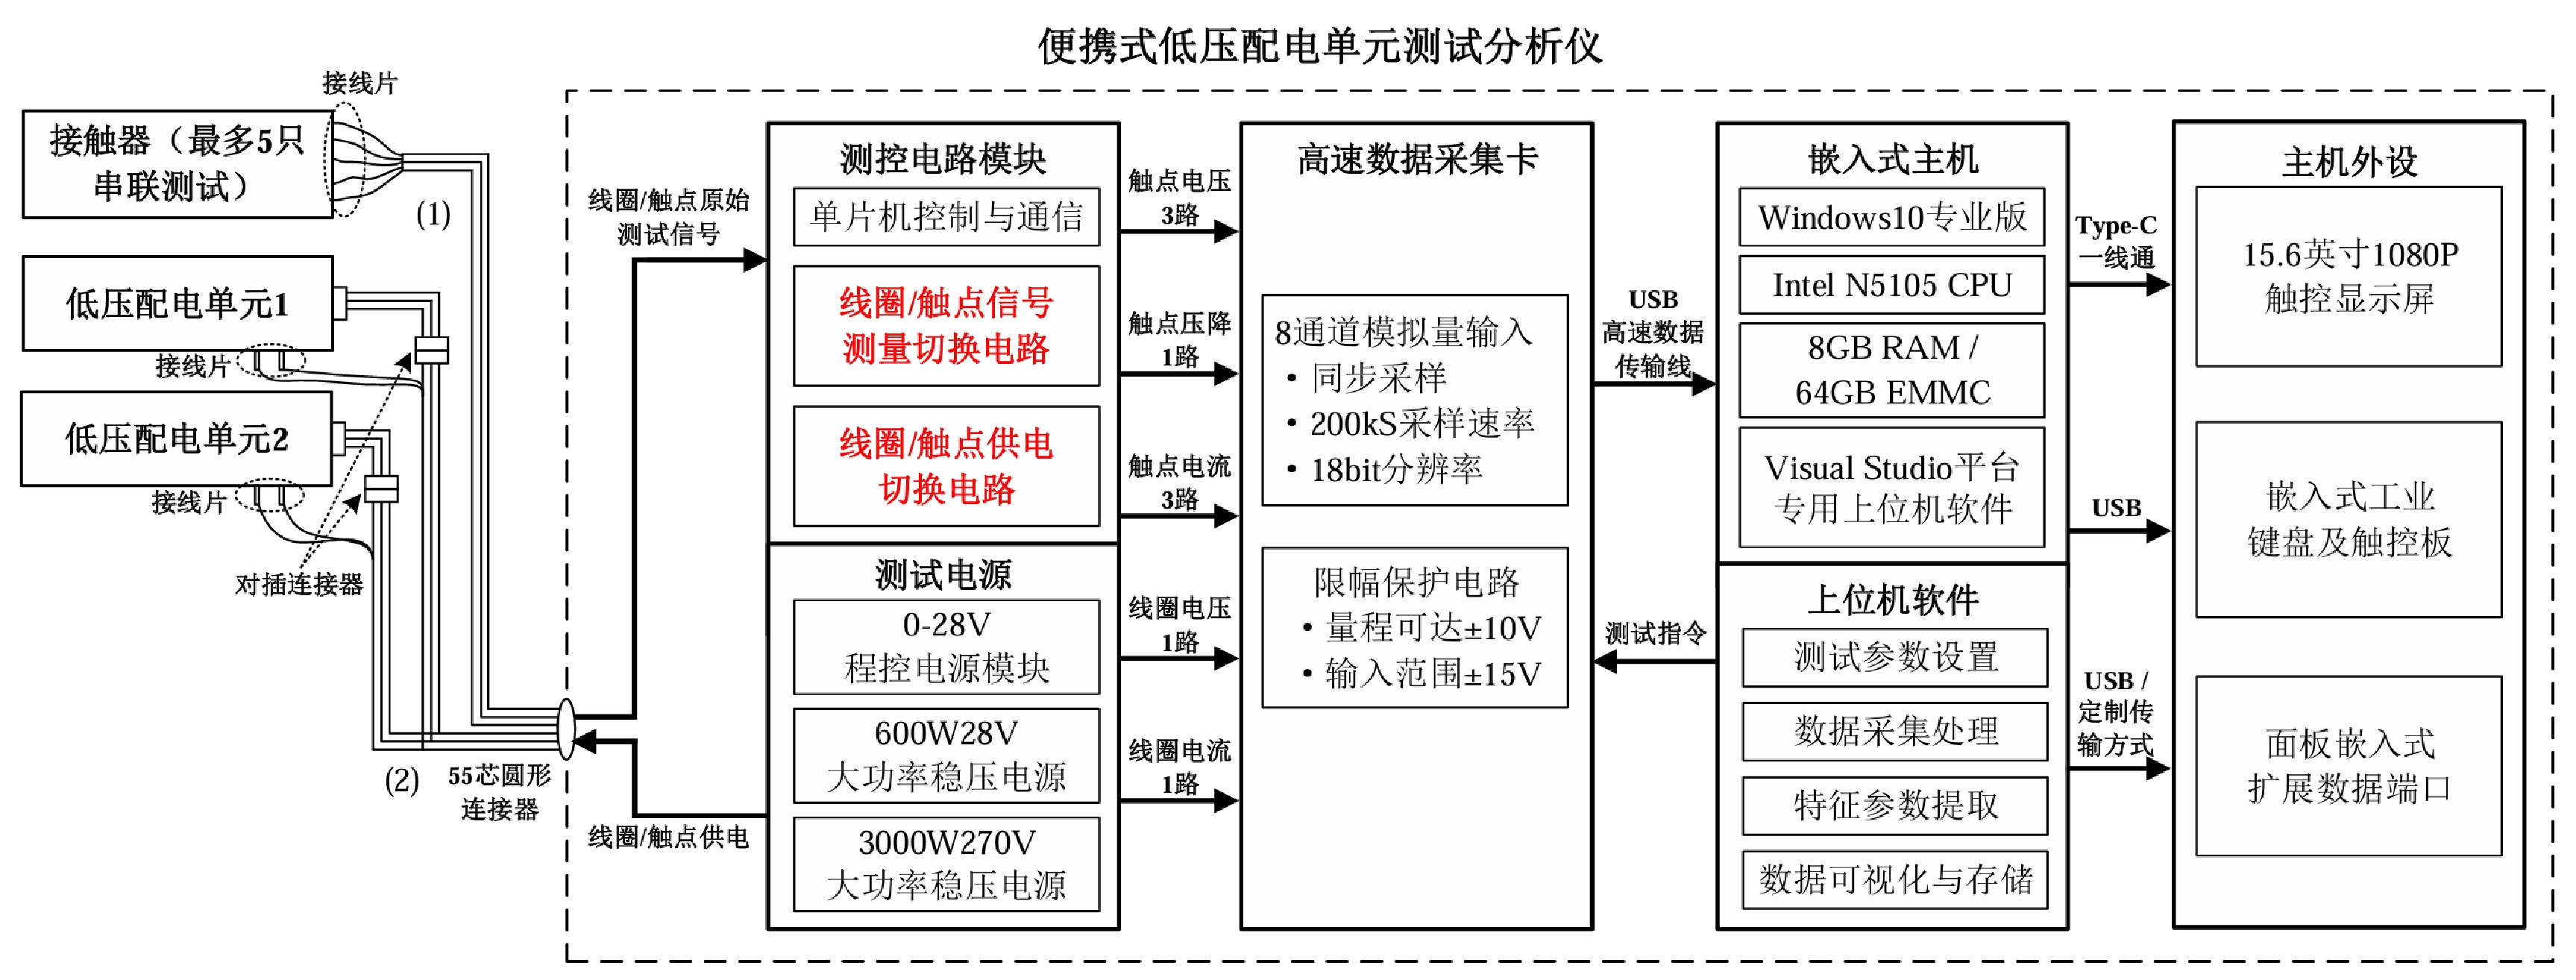 便携式低压配电单元测试分析仪
接线片
接触器（最多5只
串联测试）
(1)
低压配电单元1
接线片
低压配电单元2
接线片
对插连接器
(2)
55芯圆形
连接器
线圈/触点原始
测试信号
线圈/触点供电
测控电路模块
单片机控制与通信
线圈/触点信号
测量切换电路
线圈/触点供电
切换电路
测试电源
0-28V
程控电源模块
600W28V
大功率稳压电源
3000W270V
大功率稳压电源
触点电压
3路
触点压降
1路
触点电流
3路
线圈电压
1路
线圈电流
1路
高速数据采集卡
8通道模拟量输入
・同步采样
・200kS采样速率
・18bit分辨率
限幅保护电路
・量程可达±10V
・输入范围±15V
USB
高速数据
传输线
测试指令
嵌入式主机
Windows10专业版
Intel N5105 CPU
8GB RAM /
64GB EMMC
Visual Studio平台
专用上位机软件
上位机软件
测试参数设置
数据采集处理
特征参数提取
数据可视化与存储
Type-C
一线通
USB
USB /
定制传
输方式
主机外设
15.6英寸1080P
触控显示屏
嵌入式工业
键盘及触控板
面板嵌入式
扩展数据端口